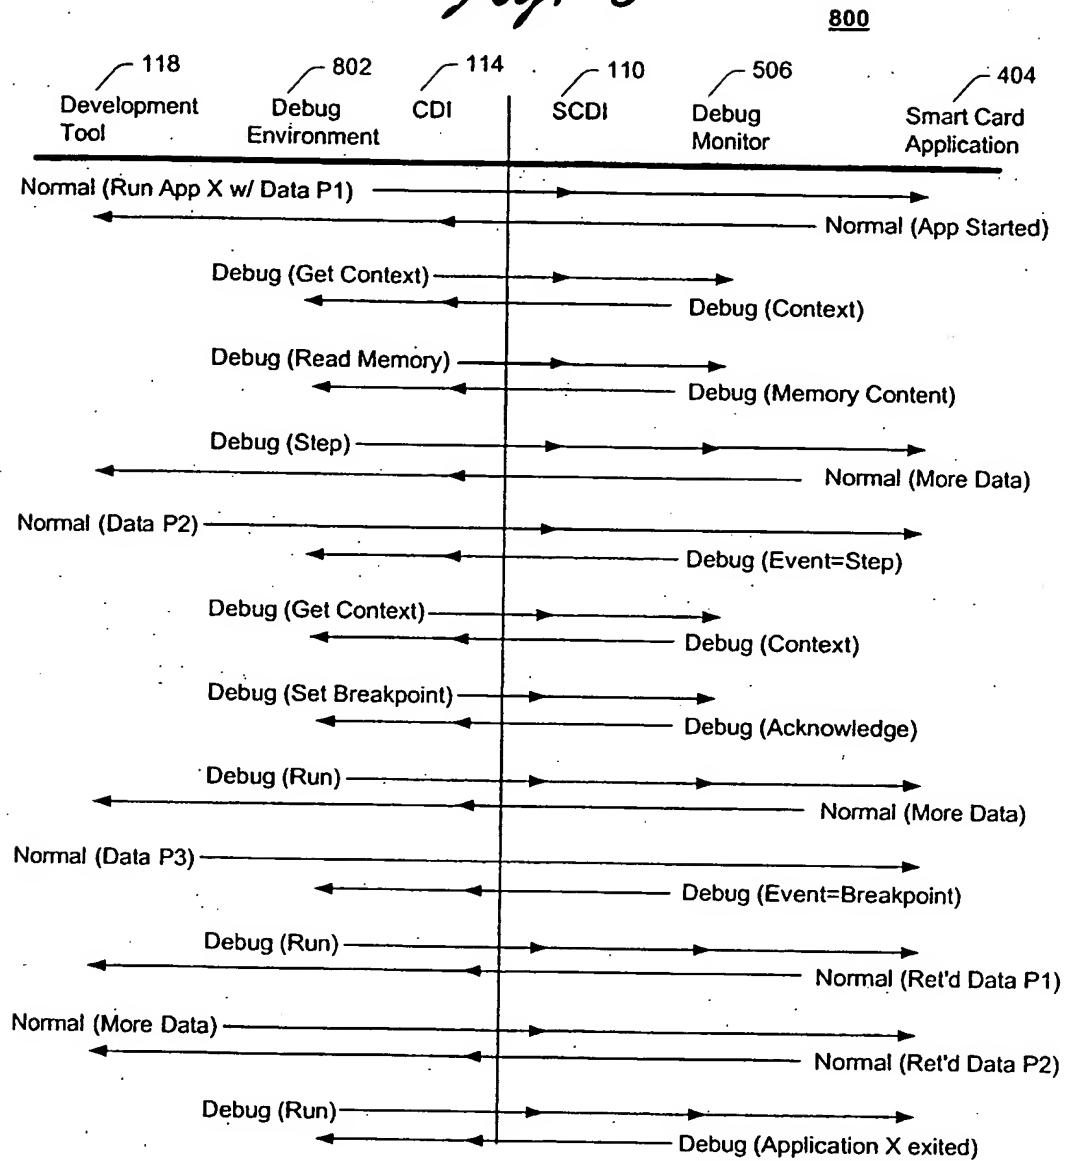 Fig. 8
800
118
802
114
110
506
404
Development
Tool
Debug
Environment
CDI
SCDI
Debug
Monitor
Smart Card
Application
Normal (Run App X w/ Data P1)
Normal (App Started)
Debug (Get Context)
Debug (Context)
Debug (Read Memory)
Debug (Memory Content)
Debug (Step)
Normal (More Data)
Normal (Data P2)
Debug (Event=Step)
Debug (Get Context)
Debug (Context)
Debug (Set Breakpoint)
Debug (Acknowledge)
Debug (Run)
Normal (More Data)
Normal (Data P3)
Debug (Event=Breakpoint)
Debug (Run)
Normal (Ret'd Data P1)
Normal (More Data)
Normal (Ret'd Data P2)
Debug (Run)
Debug (Application X exited)